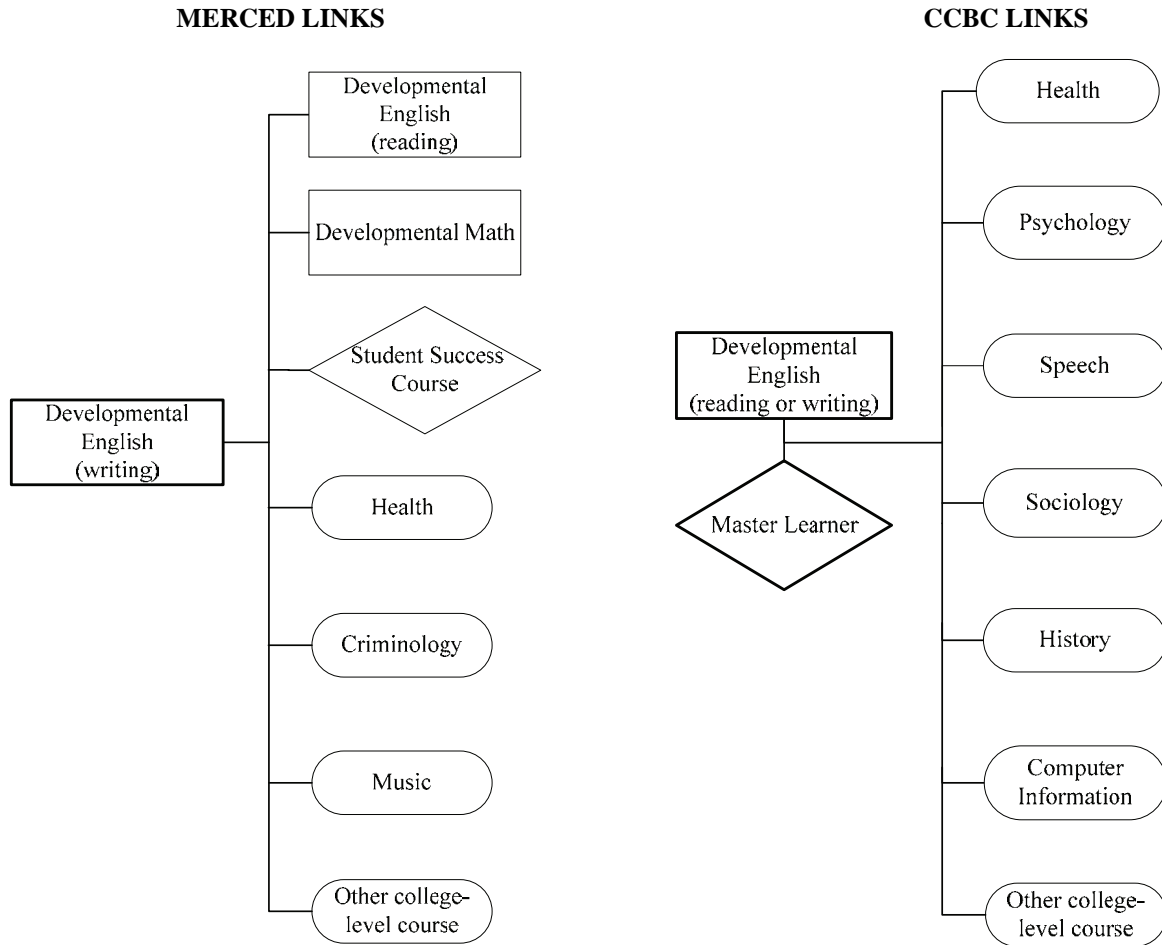 MERCED LINKS
Developmental
English
(reading)
Developmental Math
Student Success
Course
Developmental
English
(writing)
Health
Criminology
Music
Other college-
level course
CCBC LINKS
Health
Psychology
Speech
Developmental
English
(reading or writing)
Master Learner
Sociology
History
Computer
Information
Other college-
level course